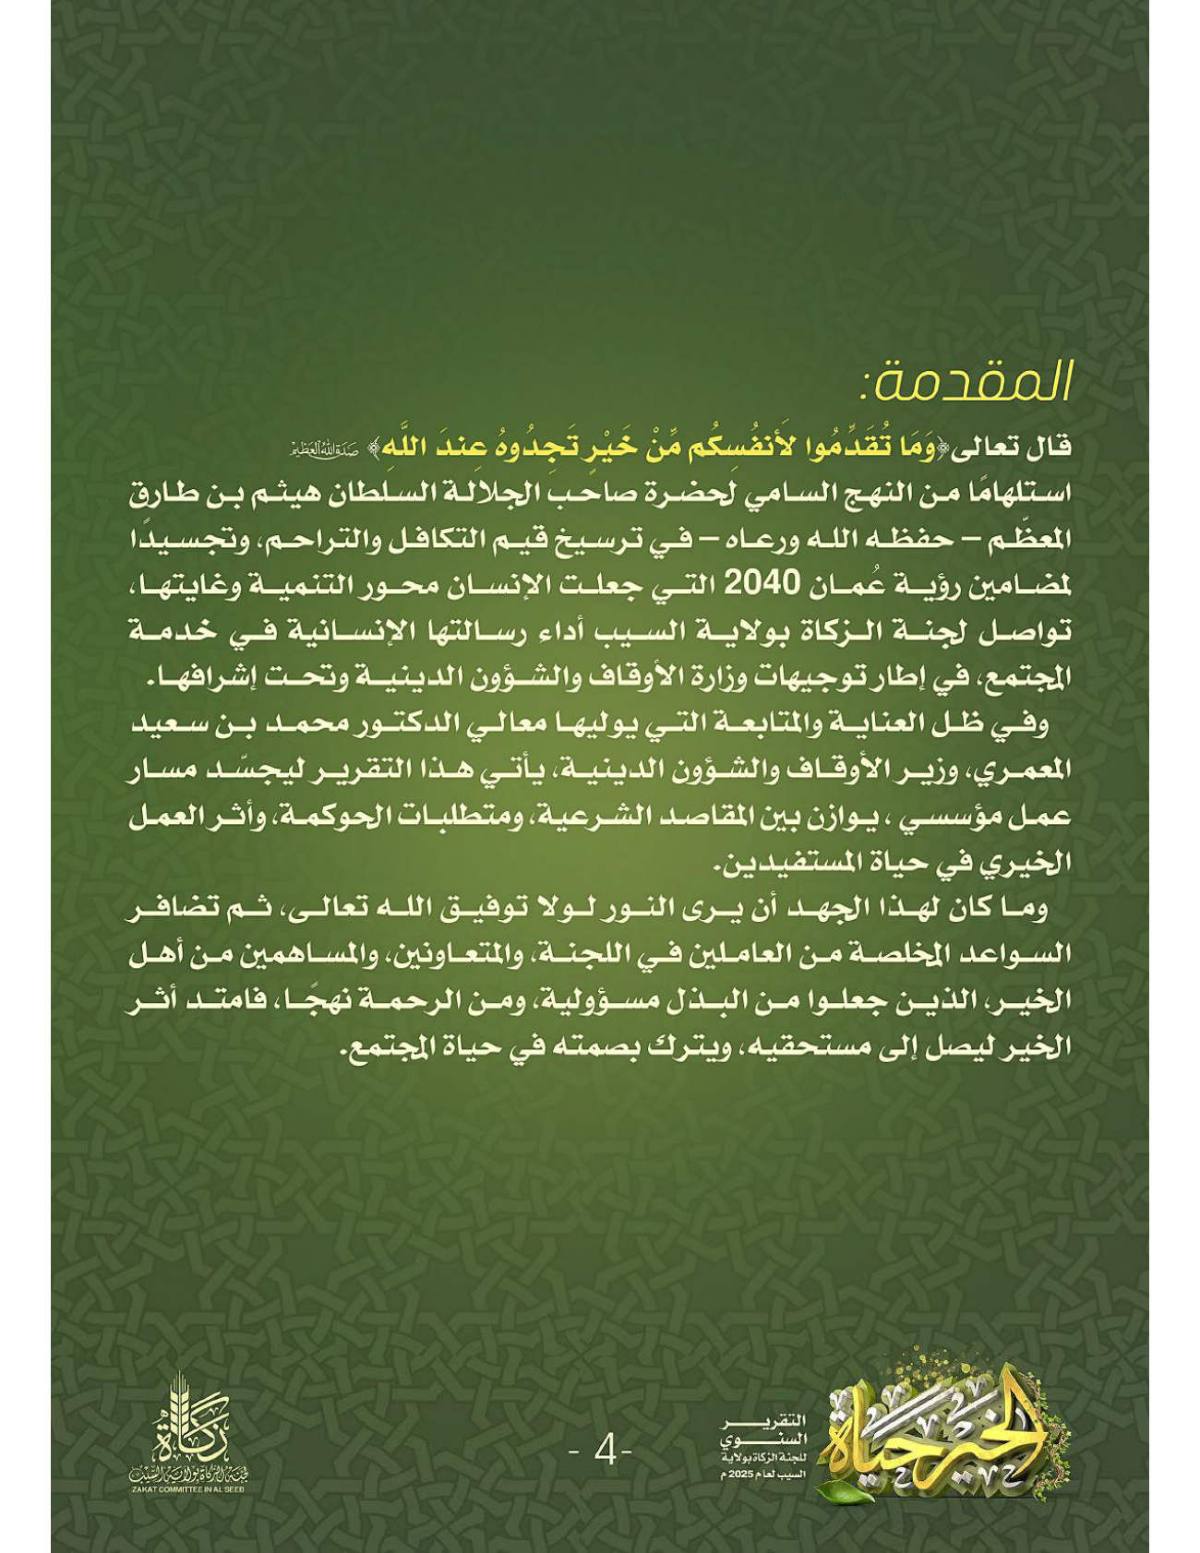 المقدمة:
قال تعالى﴿وَمَا تُقَدِّمُوا لَأَنفُسِكُم مِّنْ خَيْرٍ تَجِدُوهُ عِندَ اللَّهِ﴾ صدق الله العظيم
استلهامًا من النهج السامي لحضرة صاحب الجلالة السلطان هيثم بن طارق
المعظّم – حفظه الله ورعاه – في ترسيخ قيم التكافل والتراحم، وتجسيدًا
لمضامين رؤية عُمان 2040 التي جعلت الإنسان محور التنمية وغايتها،
تواصل لجنة الزكاة بولاية السيب أداء رسالتها الإنسانية في خدمة
المجتمع، في إطار توجيهات وزارة الأوقاف والشؤون الدينية وتحت إشرافها.
وفي ظل العناية والمتابعة التي يوليها معالي الدكتور محمد بن سعيد
المعمري، وزير الأوقاف والشؤون الدينية، يأتي هذا التقرير ليجسّد مسار
عمل مؤسسي ، يوازن بين المقاصد الشرعية، ومتطلبات الحوكمة، وأثر العمل
الخيري في حياة المستفيدين.
وما كان لهذا الجهد أن يرى النور لولا توفيق الله تعالى، ثم تضافر
السواعد المخلصة من العاملين في اللجنة، والمتعاونين، والمساهمين من أهل
الخير، الذين جعلوا من البذل مسؤولية، ومن الرحمة نهجًا، فامتد أثر
الخير ليصل إلى مستحقيه، ويترك بصمته في حياة المجتمع.
الخير حياة
التقرير
السنوي
للجنة الزكاة بولاية
السيب لعام 2025 م
- 4 -
زكاة
لجنة الزكاة بولاية السيب
ZAKAT COMMITTEE IN AL SEEB